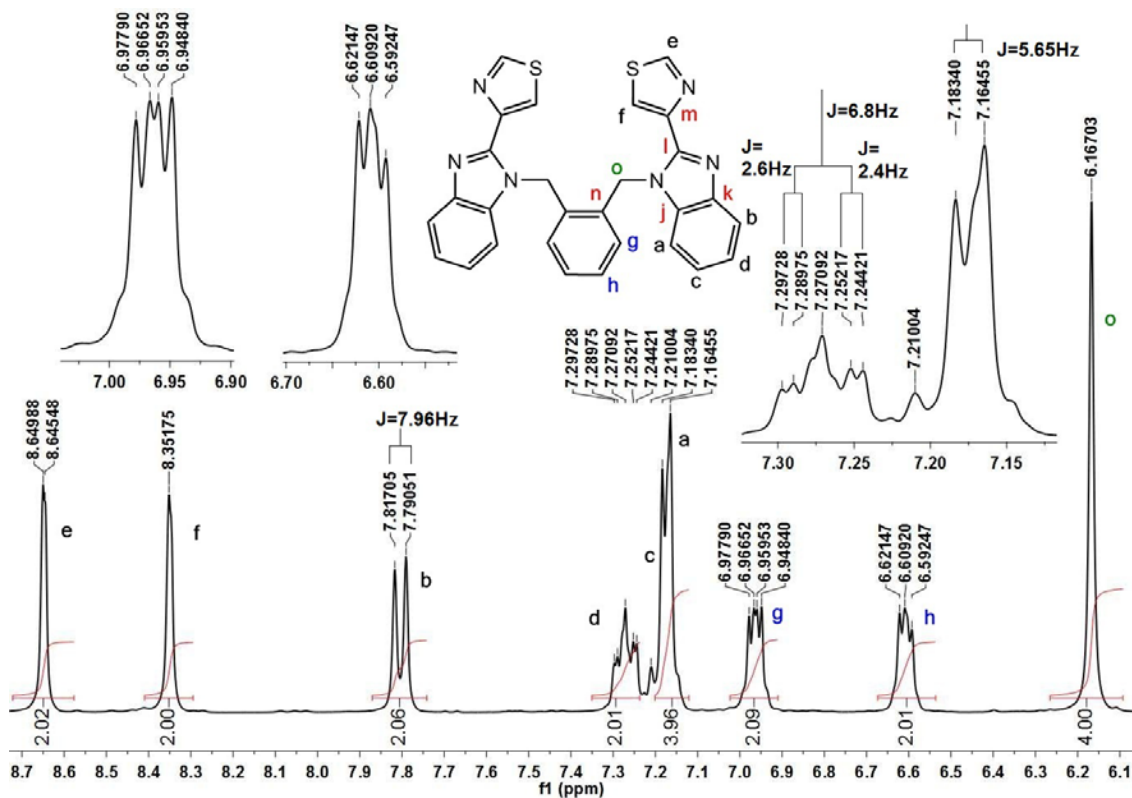 6.97790
6.96652
6.95953
6.94840
7.00 6.95 6.90
6.62147
6.60920
6.59247
6.70 6.60
e
S S
N N
f
m
l
N N N N
o
n
k
j
g
h
a
b
c
d
J=5.65Hz
7.18340
7.16455
J=6.8Hz
J=
2.6Hz
J=
2.4Hz
7.29728
7.28975
7.27092
7.25217
7.24421
7.21004
7.30 7.25 7.20 7.15
6.16703
o
8.64988
8.64548
e
8.35175
f
J=7.96Hz
7.81705
7.79051
b
7.29728
7.28975
7.27092
7.25217
7.24421
7.21004
7.18340
7.16455
a
c
d
6.97790
6.96652
6.95953
6.94840
g
6.62147
6.60920
6.59247
h
2.02 2.00 2.06 2.01 3.96 2.09 2.01 4.00
8.7 8.6 8.5 8.4 8.3 8.2 8.1 8.0 7.9 7.8 7.7 7.6 7.5 7.4 7.3 7.2 7.1 7.0 6.9 6.8 6.7 6.6 6.5 6.4 6.3 6.2 6.1
f1 (ppm)